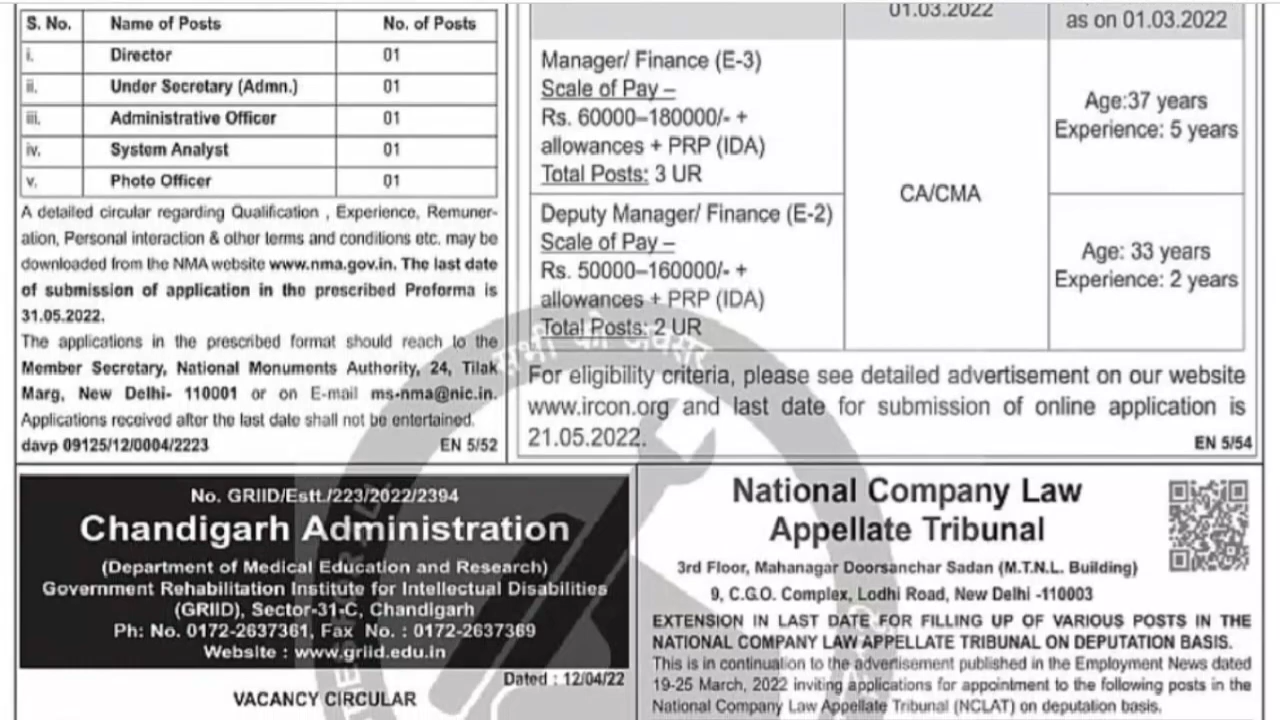 S. No. Name of Posts No. of Posts
i. Director 01
ii. Under Secretary (Admn.) 01
iii. Administrative Officer 01
iv. System Analyst 01
v. Photo Officer 01
A detailed circular regarding Qualification , Experience, Remuner-
ation, Personal interaction & other terms and conditions etc. may be
downloaded from the NMA website www.nma.gov.in. The last date
of submission of application in the prescribed Proforma is
31.05.2022.
The applications in the prescribed format should reach to the
Member Secretary, National Monuments Authority, 24, Tilak
Marg, New Delhi- 110001 or on E-mail ms-nma@nic.in.
Applications received after the last date shall not be entertained.
davp 09125/12/0004/2223 EN 5/52
01.03.2022
as on 01.03.2022
Manager/ Finance (E-3)
Scale of Pay –
Rs. 60000–180000/- +
allowances + PRP (IDA)
Total Posts: 3 UR
CA/CMA
Age:37 years
Experience: 5 years
Deputy Manager/ Finance (E-2)
Scale of Pay –
Rs. 50000–160000/- +
allowances + PRP (IDA)
Total Posts: 2 UR
Age: 33 years
Experience: 2 years
सभी को अवसर
For eligibility criteria, please see detailed advertisement on our website
www.ircon.org and last date for submission of online application is
21.05.2022.
EN 5/54
No. GRIID/Estt./223/2022/2394
Chandigarh Administration
(Department of Medical Education and Research)
Government Rehabilitation Institute for Intellectual Disabilities
(GRIID), Sector-31-C, Chandigarh
Ph: No. 0172-2637361, Fax No. : 0172-2637369
Website : www.griid.edu.in
Dated : 12/04/22
VACANCY CIRCULAR
National Company Law
Appellate Tribunal
3rd Floor, Mahanagar Doorsanchar Sadan (M.T.N.L. Building)
9, C.G.O. Complex, Lodhi Road, New Delhi -110003
EXTENSION IN LAST DATE FOR FILLING UP OF VARIOUS POSTS IN THE
NATIONAL COMPANY LAW APPELLATE TRIBUNAL ON DEPUTATION BASIS.
This is in continuation to the advertisement published in the Employment News dated
19-25 March, 2022 inviting applications for appointment to the following posts in the
National Company Law Appellate Tribunal (NCLAT) on deputation basis.